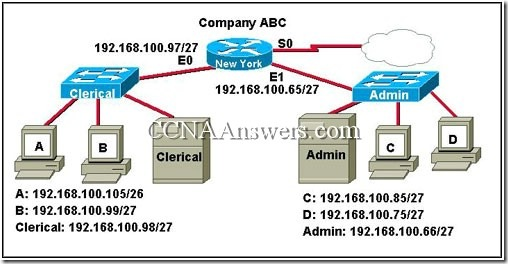 Company ABC
192.168.100.97/27
S0
E0
New York
E1
192.168.100.65/27
Clerical
Admin
CCNAAnswers.com
A
B
Clerical
Admin
C
D
A: 192.168.100.105/26
B: 192.168.100.99/27
Clerical: 192.168.100.98/27
C: 192.168.100.85/27
D: 192.168.100.75/27
Admin: 192.168.100.66/27